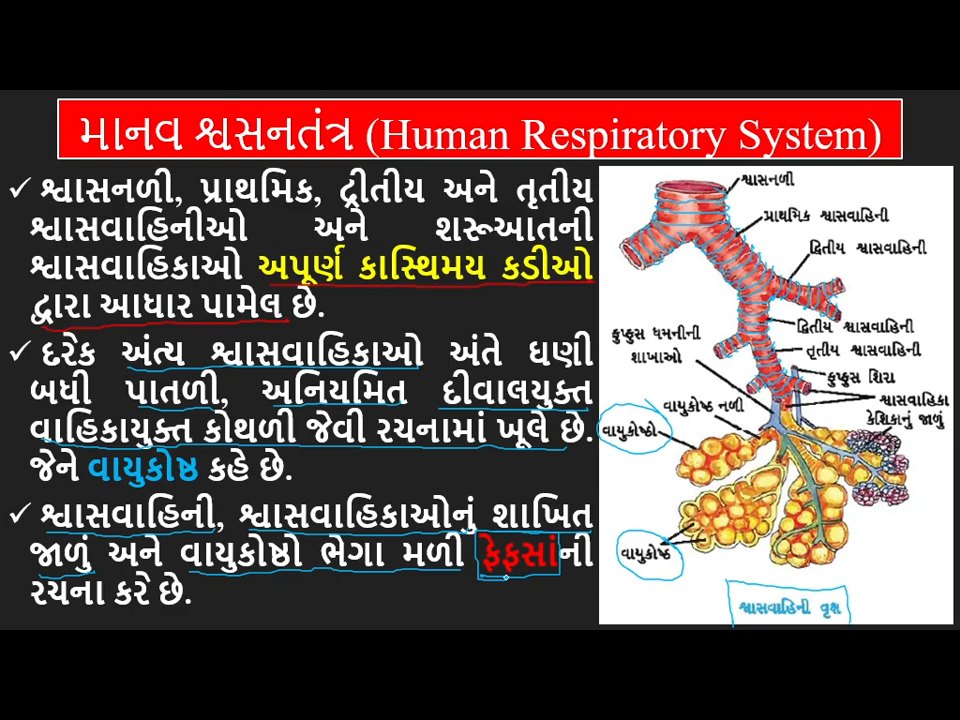 માનવ શ્વસનતંત્ર (Human Respiratory System)
✓ શ્વાસનળી, પ્રાથમિક, દ્વીતીય અને તૃતીય
શ્વાસવાહિનીઓ અને શરૂઆતની
શ્વાસવાહિકાઓ અપૂર્ણ કાસ્થિમય કડીઓ
દ્વારા આધાર પામેલ છે.
✓ દરેક અંત્ય શ્વાસવાહિકાઓ અંતે ઘણી
બધી પાતળી, અનિયમિત દીવાલયુક્ત
વાહિકાયુક્ત કોથળી જેવી રચનામાં ખૂલે છે.
જેને વાયુકોષ્ઠ કહે છે.
✓ શ્વાસવાહિની, શ્વાસવાહિકાઓનું શાખિત
જાળું અને વાયુકોષ્ઠો ભેગા મળી ફેફસાંની
રચના કરે છે.
શ્વાસનળી
પ્રાથમિક શ્વાસવાહિની
દ્વિતીય શ્વાસવાહિની
દ્વિતીય શ્વાસવાહિની
તૃતીય શ્વાસવાહિની
ફુપ્ફુસ ધમનીની
શાખાઓ
ફુપ્ફુસ શિરા
શ્વાસવાહિકા
કેશિકાનું જાળું
વાયુકોષ્ઠ નળી
વાયુકોષ્ઠો
વાયુકોષ્ઠ
શ્વાસવાહિની વૃક્ષ